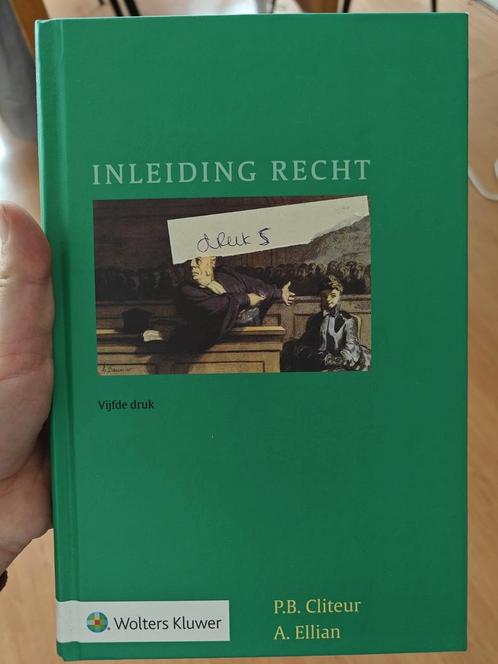 INLEIDING RECHT
druk 5
Vijfde druk
P.B. Cliteur
A. Ellian
Wolters Kluwer